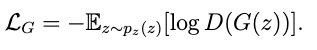 $\mathcal{L}_G = -\mathbb{E}_{z \sim p_z(z)}[\log D(G(z))].$